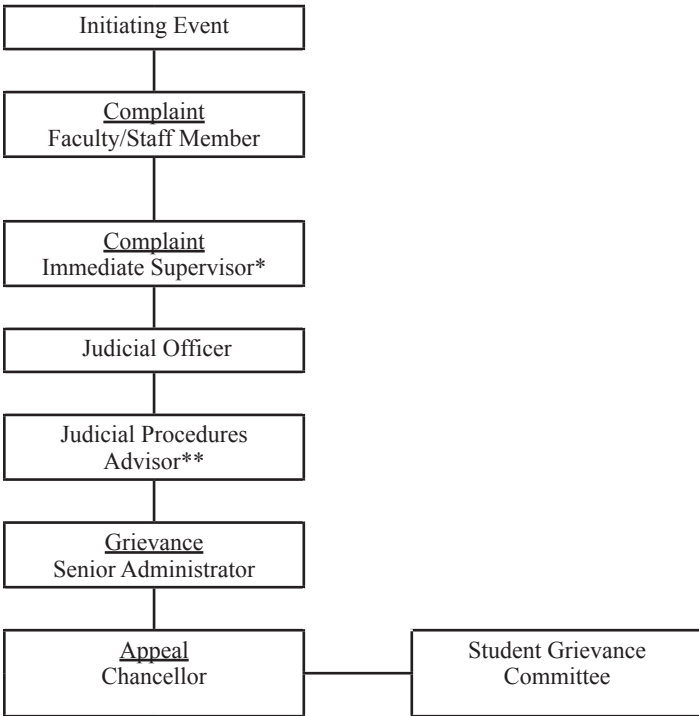 Initiating Event
Complaint
Faculty/Staff Member
Complaint
Immediate Supervisor*
Judicial Officer
Judicial Procedures
Advisor**
Grievance
Senior Administrator
Appeal
Chancellor
Student Grievance
Committee